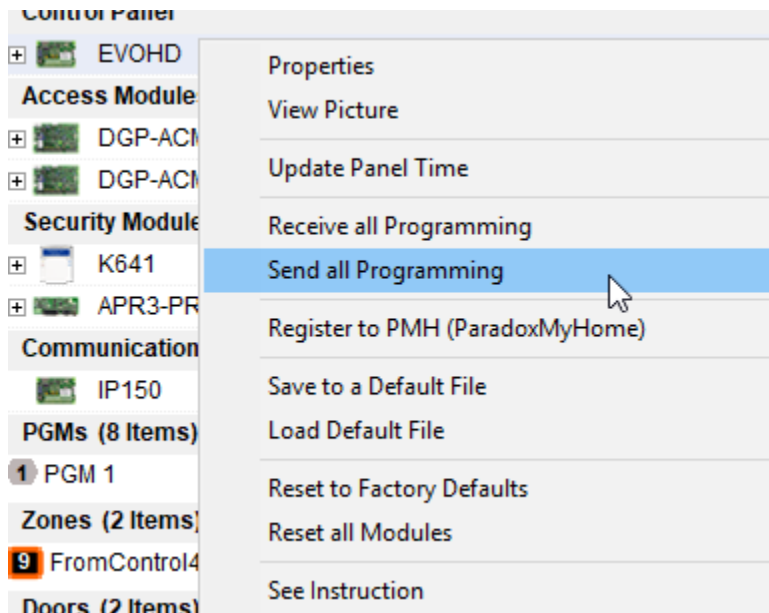 Control Panel
EVOHD
Properties
Access Module
View Picture
DGP-ACM
Update Panel Time
DGP-ACM
Security Module
Receive all Programming
K641
Send all Programming
APR3-PR
Register to PMH (ParadoxMyHome)
Communication
IP150
Save to a Default File
PGMs (8 Items)
Load Default File
1 PGM 1
Reset to Factory Defaults
Zones (2 Items)
Reset all Modules
9 FromControl4
See Instruction
Doors (2 Items)